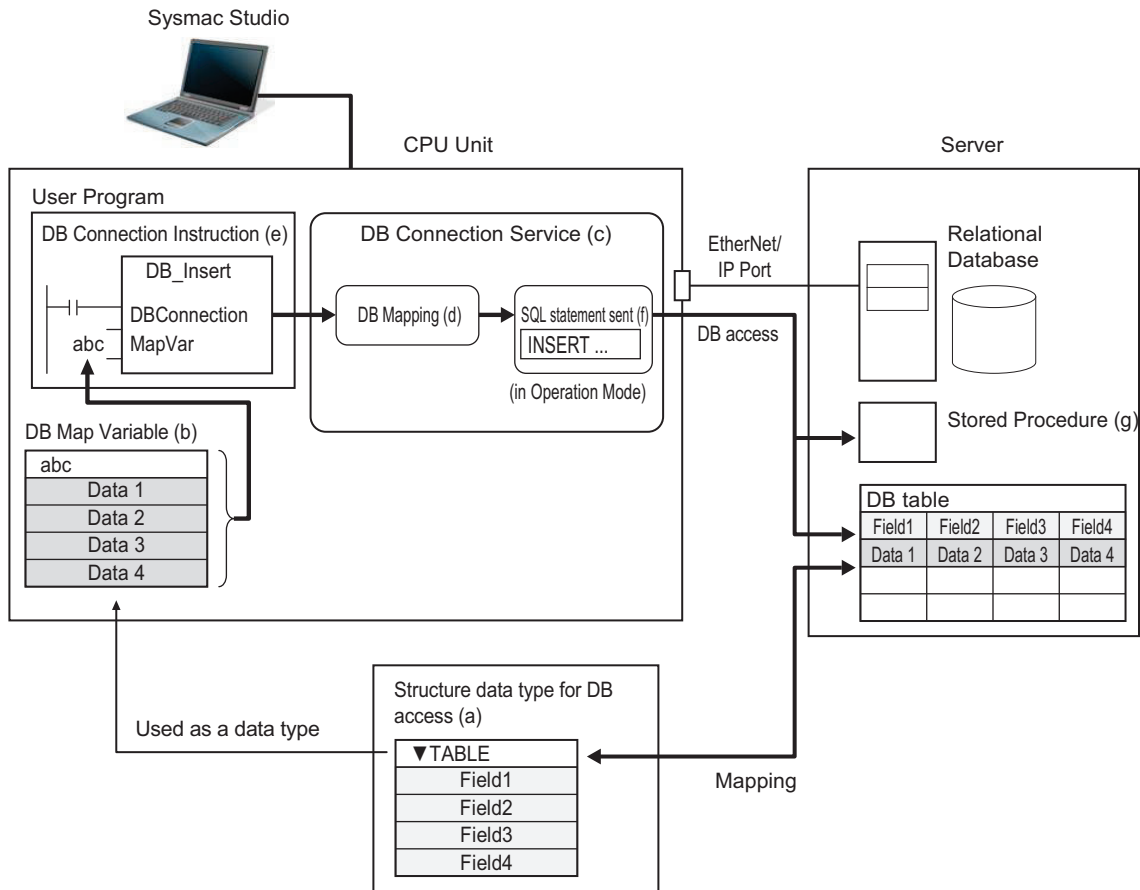 Sysmac Studio
CPU Unit
Server
User Program
DB Connection Instruction (e)
DB_Insert
DBConnection
abc
MapVar
DB Connection Service (c)
DB Mapping (d)
SQL statement sent (f)
INSERT ...
(in Operation Mode)
EtherNet/
IP Port
DB access
Relational
Database
Stored Procedure (g)
DB Map Variable (b)
abc
Data 1
Data 2
Data 3
Data 4
DB table
Field1 Field2 Field3 Field4
Data 1 Data 2 Data 3 Data 4
Used as a data type
Structure data type for DB
access (a)
▼TABLE
Field1
Field2
Field3
Field4
Mapping